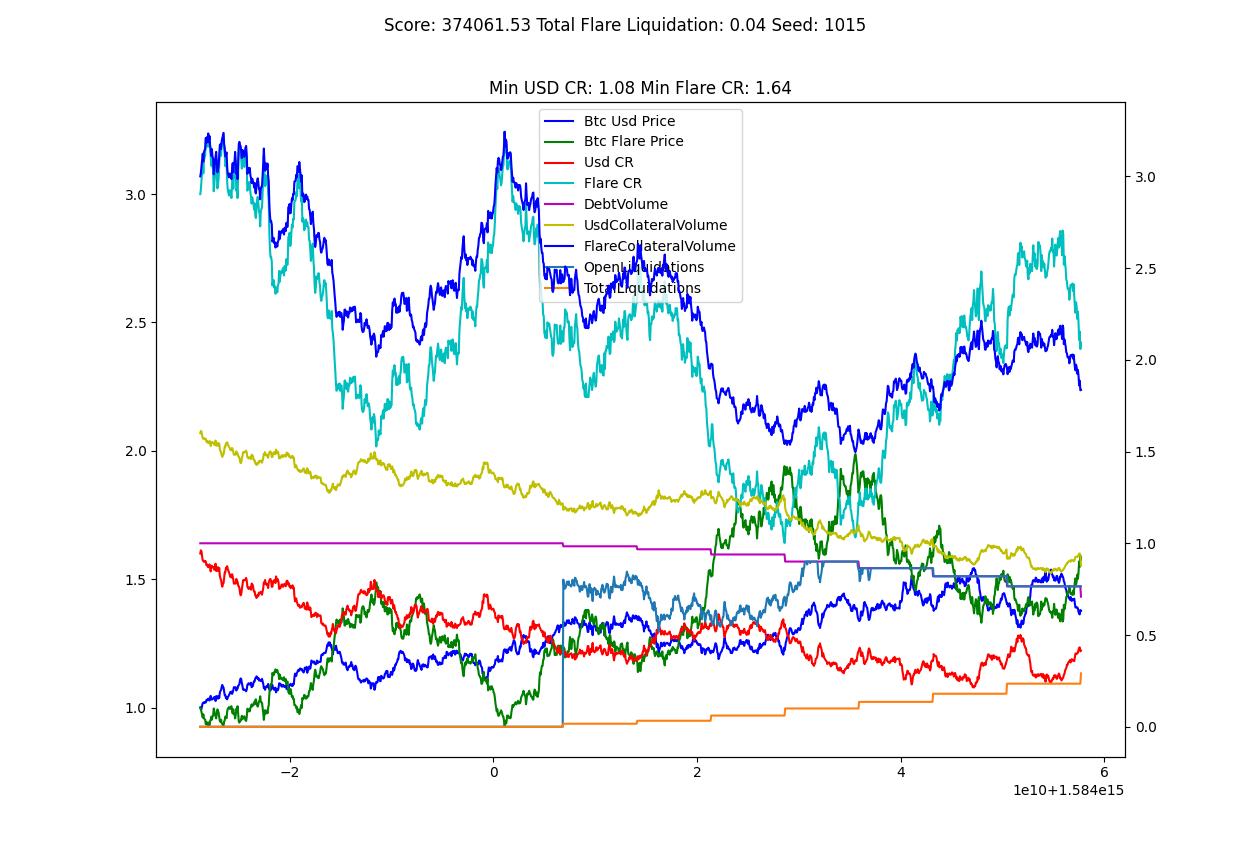 Score: 374061.53 Total Flare Liquidation: 0.04 Seed: 1015
Min USD CR: 1.08 Min Flare CR: 1.64
Btc Usd Price
Btc Flare Price
Usd CR
Flare CR
DebtVolume
UsdCollateralVolume
FlareCollateralVolume
OpenLiquidations
TotalLiquidations
3.0
2.5
2.0
1.5
1.0
3.0
2.5
2.0
1.5
1.0
0.5
0.0
−2
0
2
4
6
1e10+1.584e15